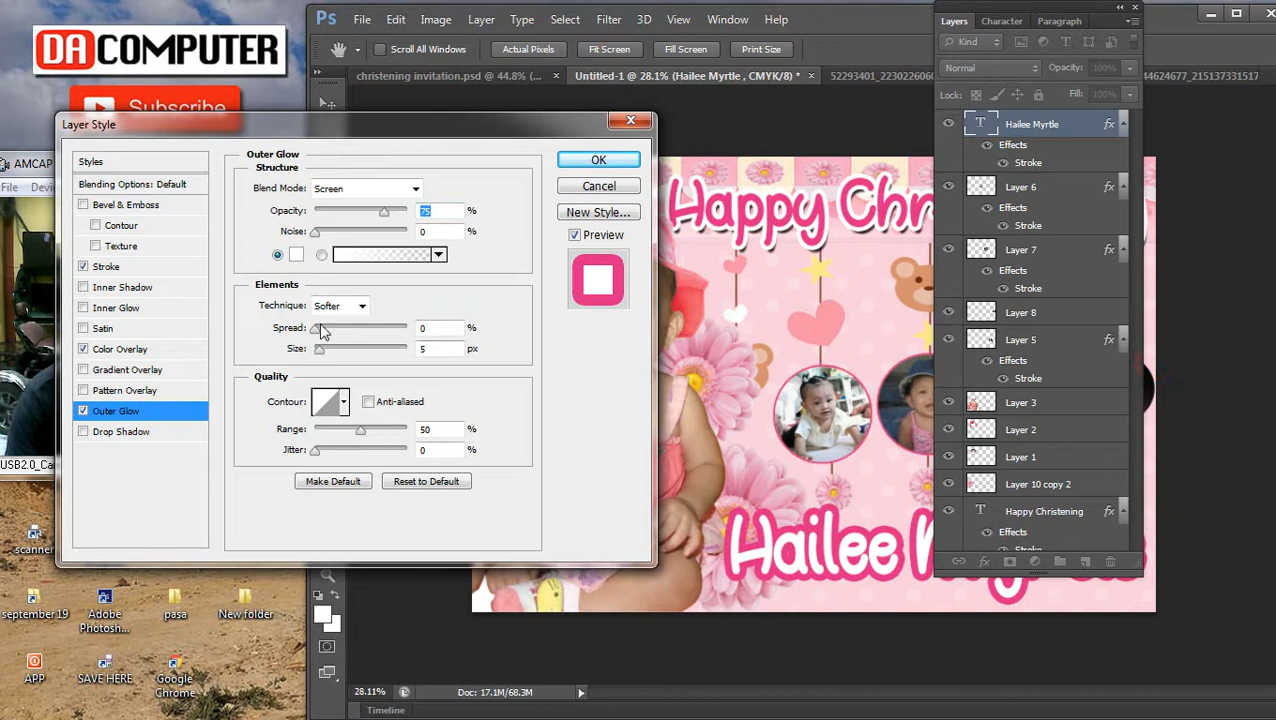 DACOMPUTER
Subscribe
Ps File Edit Image Layer Type Select Filter 3D View Window Help
Scroll All Windows Actual Pixels Fit Screen Fill Screen Print Size
christening invitation.psd @ 44.8% ... × Untitled-1 @ 28.1% (Hailee Myrtle , CMYK/8) * ×
AMCAP
File
Layer Style
Styles
Blending Options: Default
Bevel & Emboss
Contour
Texture
Stroke
Inner Shadow
Inner Glow
Satin
Color Overlay
Gradient Overlay
Pattern Overlay
Outer Glow
Drop Shadow
Outer Glow
Structure
Blend Mode: Screen
Opacity: 75 %
Noise: 0 %
Elements
Technique: Softer
Spread: 0 %
Size: 5 px
Quality
Contour: Anti-aliased
Range: 50 %
Jitter: 0 %
Make Default Reset to Default
OK
Cancel
New Style...
Preview
Happy Chr
Hailee
Layers Character Paragraph
Kind
Normal Opacity: 100%
Lock: Fill: 100%
T Hailee Myrtle fx
Effects
Stroke
Layer 6
Effects
Stroke
Layer 7 fx
Effects
Stroke
Layer 8
Layer 5 fx
Effects
Stroke
Layer 3
Layer 2
Layer 1
Layer 10 copy 2
T Happy Christening fx
Effects
Stroke
fx
scanner
september 19
Adobe Photosh...
pasa
New folder
APP
SAVE HERE
Google Chrome
28.11% Doc: 17.1M/68.3M
Timeline